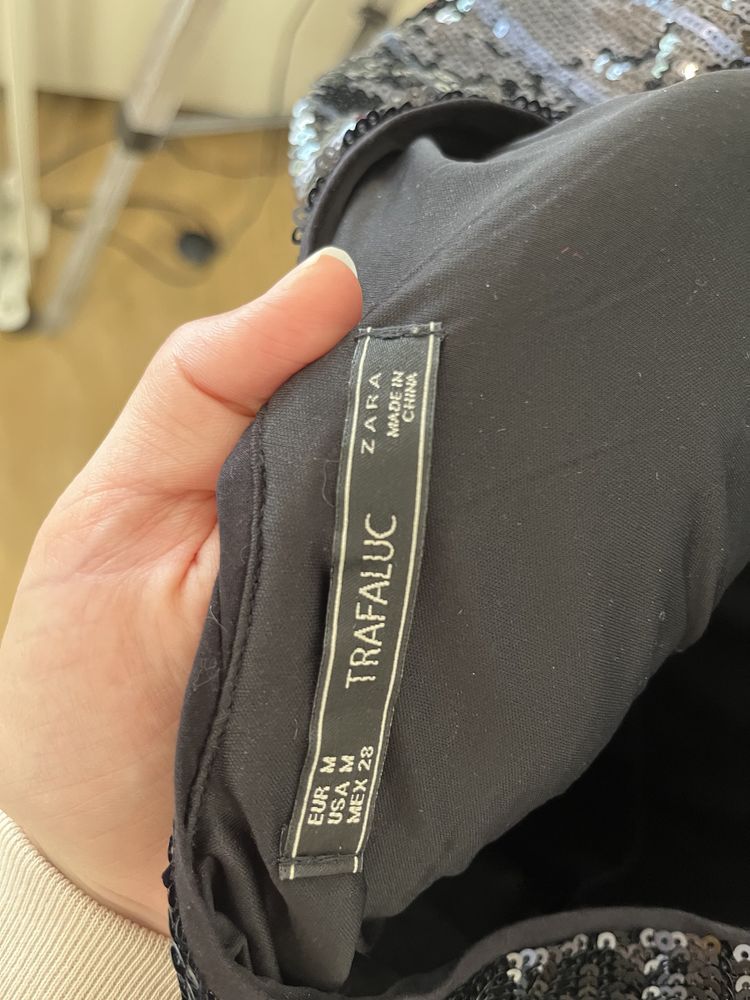 EUR M
USA M
MEX 28
TRAFALUC
ZARA
MADE IN
CHINA